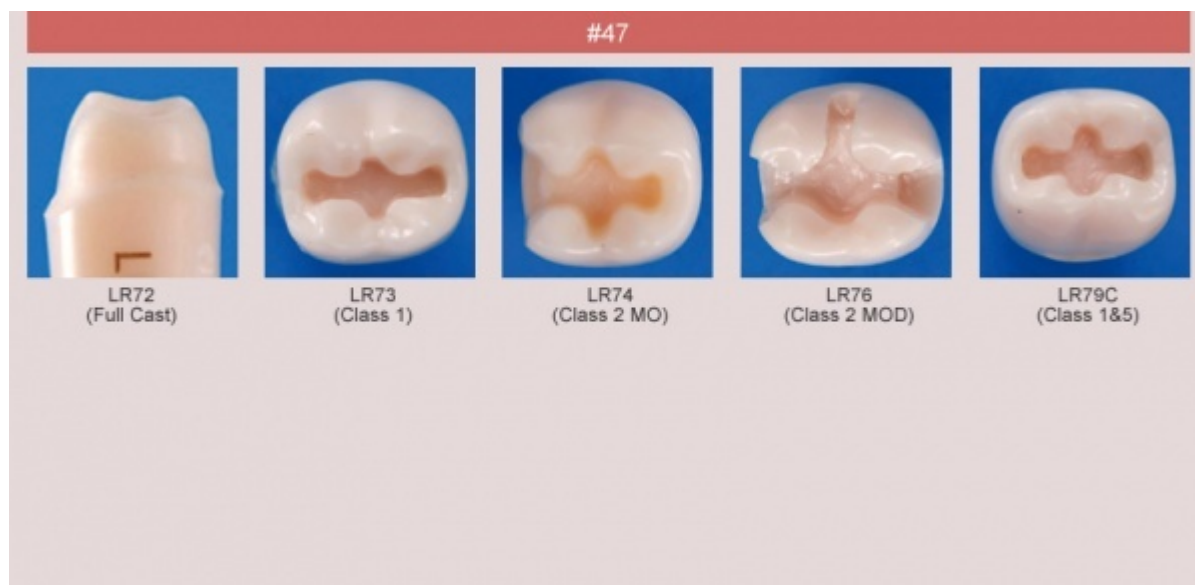 #47
LR72
(Full Cast)
LR73
(Class 1)
LR74
(Class 2 MO)
LR76
(Class 2 MOD)
LR79C
(Class 1&5)
L